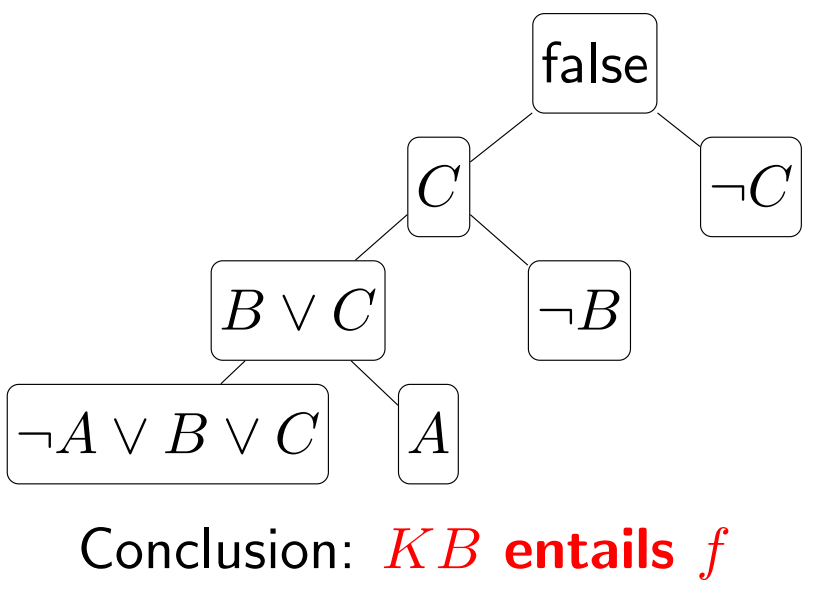 false
C
¬C
B ∨ C
¬B
¬A ∨ B ∨ C
A
Conclusion: KB entails f